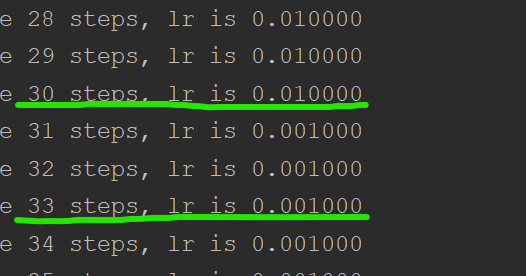 e 28 steps, lr is 0.010000
e 29 steps, lr is 0.010000
e 30 steps, lr is 0.010000
e 31 steps, lr is 0.001000
e 32 steps, lr is 0.001000
e 33 steps, lr is 0.001000
e 34 steps, lr is 0.001000